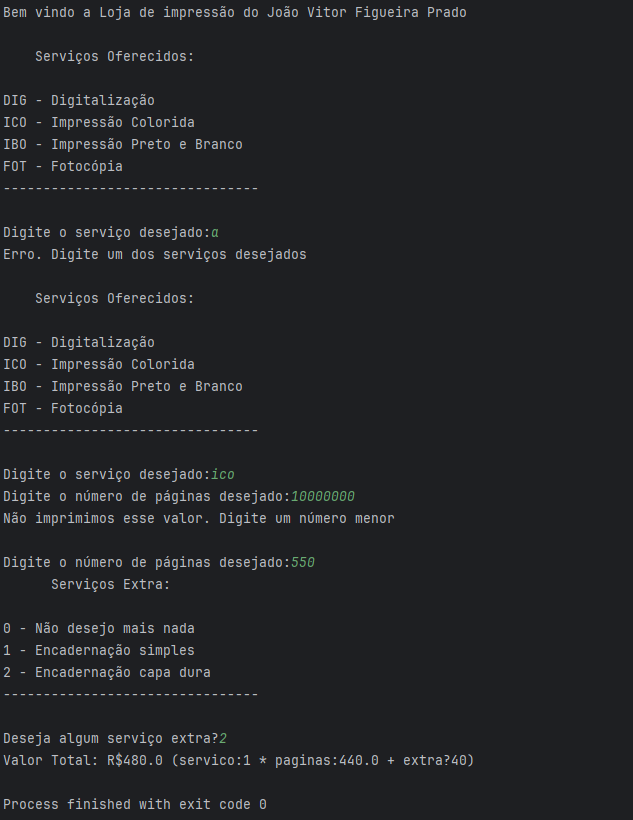 Bem vindo a Loja de impressão do João Vitor Figueira Prado
Serviços Oferecidos:
DIG - Digitalização
ICO - Impressão Colorida
IBO - Impressão Preto e Branco
FOT - Fotocópia
--------------------------------
Digite o serviço desejado:a
Erro. Digite um dos serviços desejados
Serviços Oferecidos:
DIG - Digitalização
ICO - Impressão Colorida
IBO - Impressão Preto e Branco
FOT - Fotocópia
--------------------------------
Digite o serviço desejado:ico
Digite o número de páginas desejado:10000000
Não imprimimos esse valor. Digite um número menor
Digite o número de páginas desejado:550
Serviços Extra:
0 - Não desejo mais nada
1 - Encadernação simples
2 - Encadernação capa dura
--------------------------------
Deseja algum serviço extra?2
Valor Total: R$480.0 (servico:1 * paginas:440.0 + extra?40)
Process finished with exit code 0